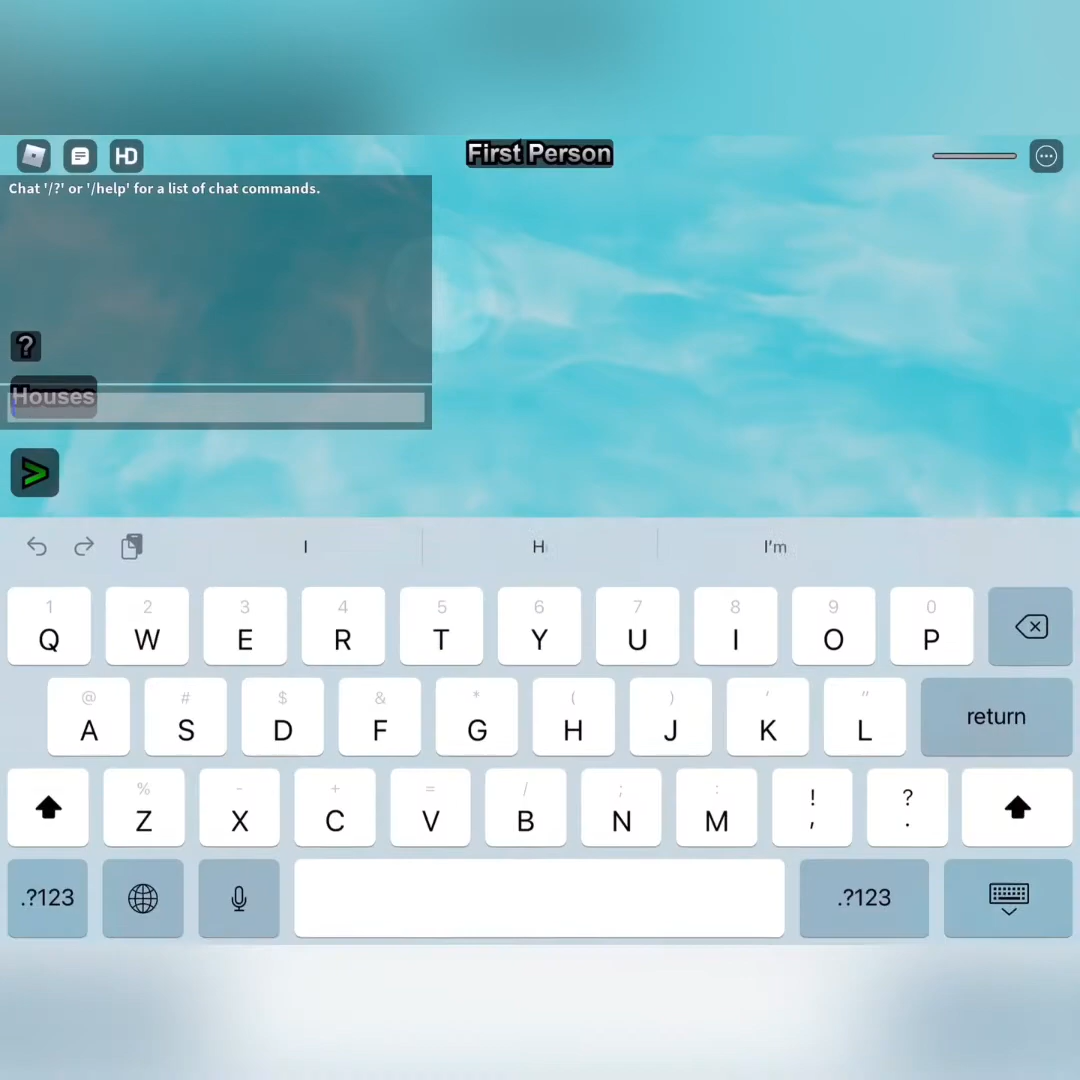 HD
First Person
Chat '/?' or '/help' for a list of chat commands.
?
Houses
>
I Hi I'm
1 2 3 4 5 6 7 8 9 0
Q W E R T Y U I O P
@ # $ & * ( ) ' "
A S D F G H J K L return
% - + = / ; : ! ?
Z X C V B N M , .
.?123 .?123